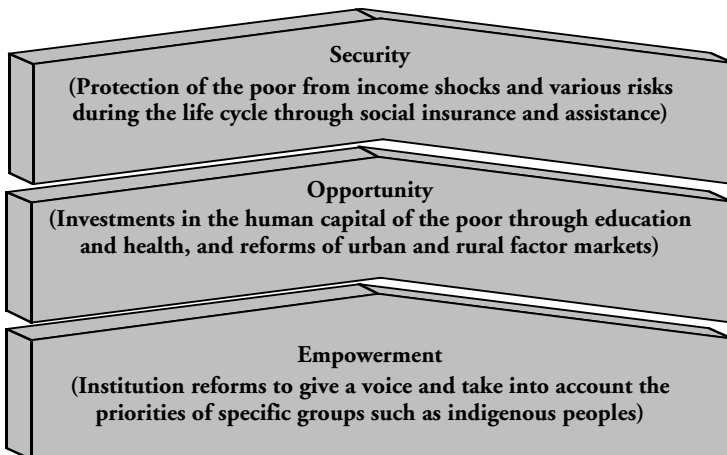 Security
(Protection of the poor from income shocks and various risks
during the life cycle through social insurance and assistance)
Opportunity
(Investments in the human capital of the poor through education
and health, and reforms of urban and rural factor markets)
Empowerment
(Institution reforms to give a voice and take into account the
priorities of specific groups such as indigenous peoples)